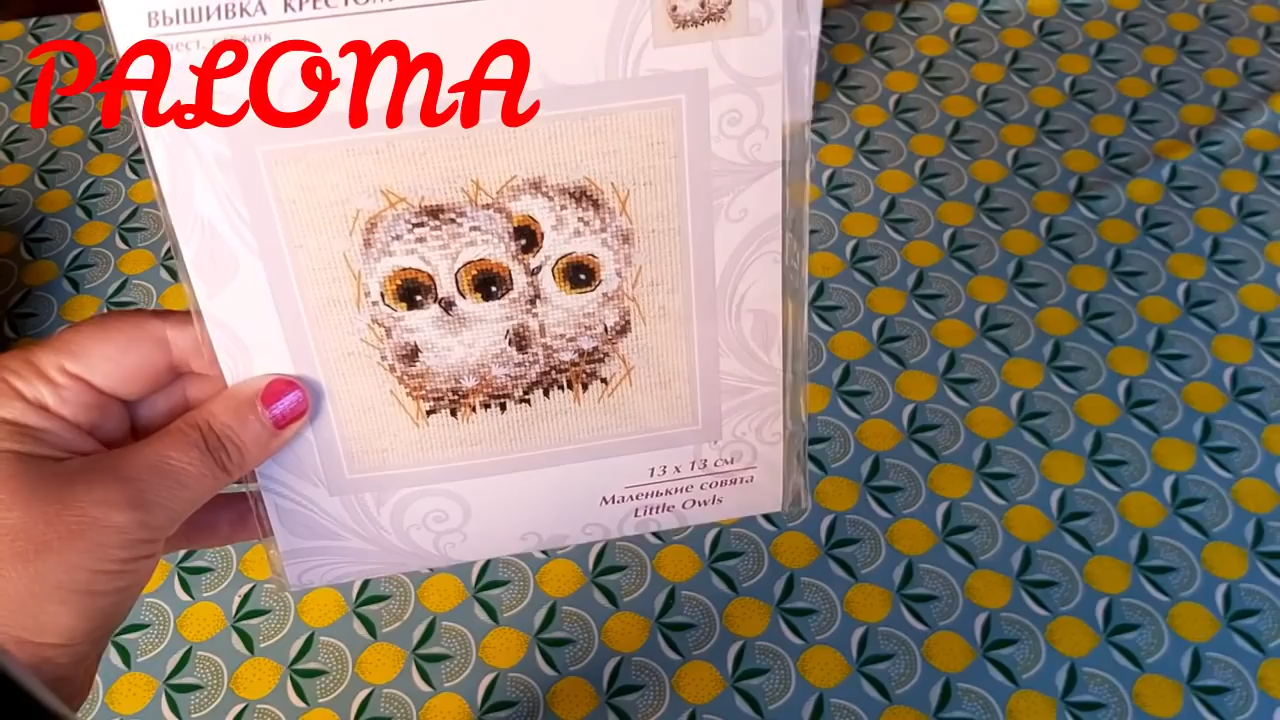 ВЫШИВКА КРЕСТОМ
PALOMA
13 х 13 см
Маленькие совята
Little Owls